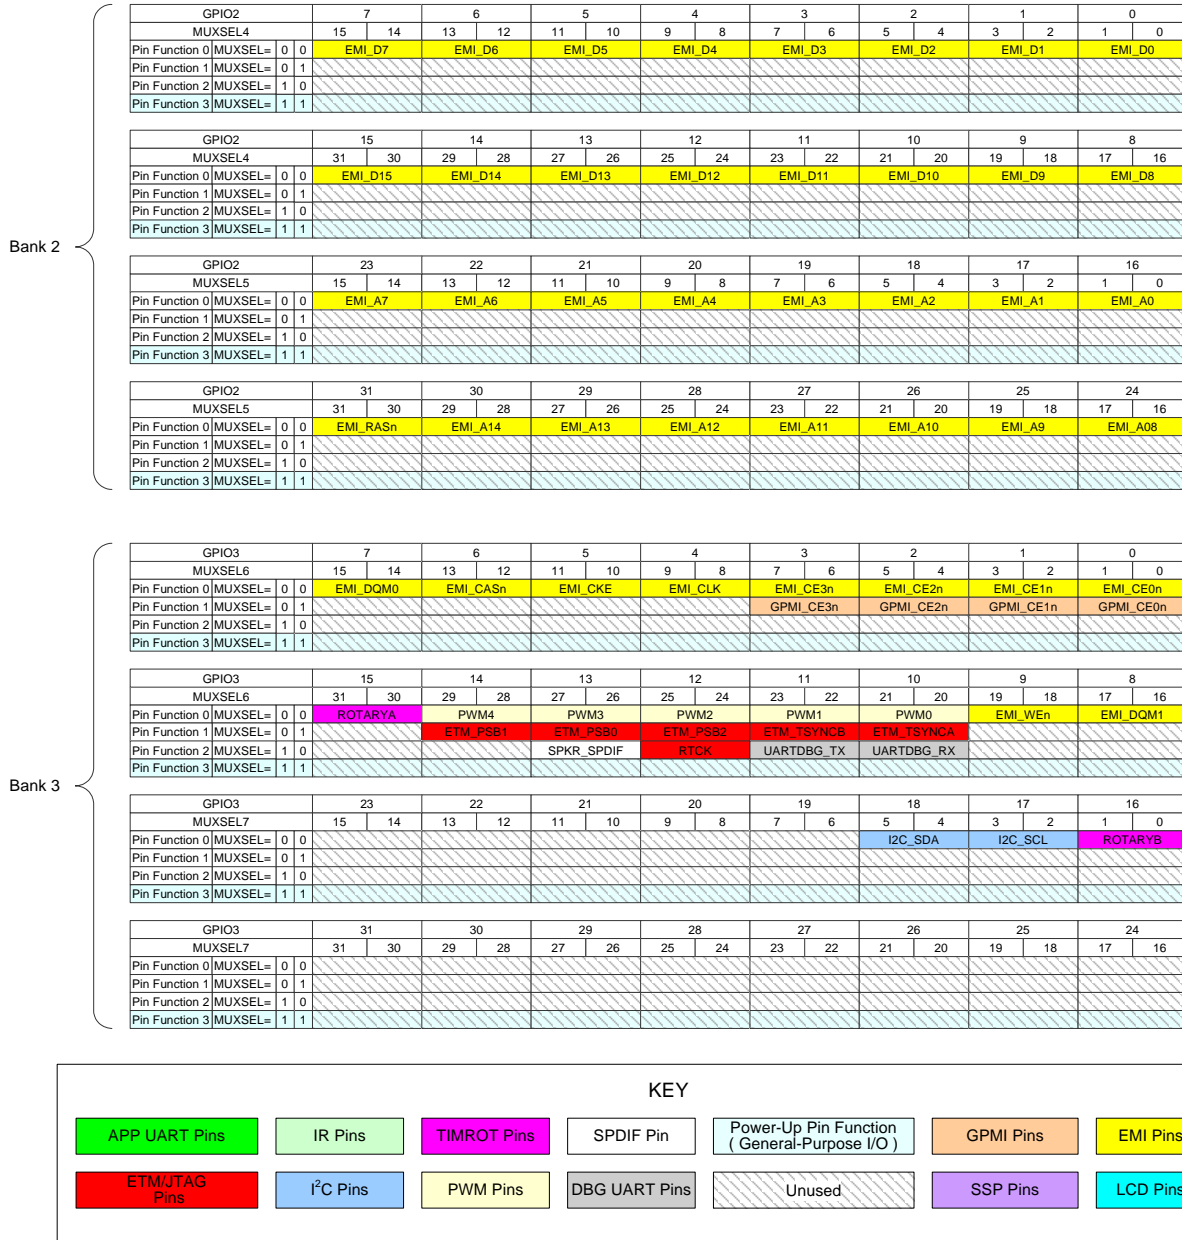 GPIO2 7 6 5 4 3 2 1 0
MUXSEL4 15 14 13 12 11 10 9 8 7 6 5 4 3 2 1 0
Pin Function 0 MUXSEL= 0 0 EMI_D7 EMI_D6 EMI_D5 EMI_D4 EMI_D3 EMI_D2 EMI_D1 EMI_D0
Pin Function 1 MUXSEL= 0 1
Pin Function 2 MUXSEL= 1 0
Pin Function 3 MUXSEL= 1 1
GPIO2 15 14 13 12 11 10 9 8
MUXSEL4 31 30 29 28 27 26 25 24 23 22 21 20 19 18 17 16
Pin Function 0 MUXSEL= 0 0 EMI_D15 EMI_D14 EMI_D13 EMI_D12 EMI_D11 EMI_D10 EMI_D9 EMI_D8
Pin Function 1 MUXSEL= 0 1
Pin Function 2 MUXSEL= 1 0
Pin Function 3 MUXSEL= 1 1
Bank 2
GPIO2 23 22 21 20 19 18 17 16
MUXSEL5 15 14 13 12 11 10 9 8 7 6 5 4 3 2 1 0
Pin Function 0 MUXSEL= 0 0 EMI_A7 EMI_A6 EMI_A5 EMI_A4 EMI_A3 EMI_A2 EMI_A1 EMI_A0
Pin Function 1 MUXSEL= 0 1
Pin Function 2 MUXSEL= 1 0
Pin Function 3 MUXSEL= 1 1
GPIO2 31 30 29 28 27 26 25 24
MUXSEL5 31 30 29 28 27 26 25 24 23 22 21 20 19 18 17 16
Pin Function 0 MUXSEL= 0 0 EMI_RASn EMI_A14 EMI_A13 EMI_A12 EMI_A11 EMI_A10 EMI_A9 EMI_A08
Pin Function 1 MUXSEL= 0 1
Pin Function 2 MUXSEL= 1 0
Pin Function 3 MUXSEL= 1 1
GPIO3 7 6 5 4 3 2 1 0
MUXSEL6 15 14 13 12 11 10 9 8 7 6 5 4 3 2 1 0
Pin Function 0 MUXSEL= 0 0 EMI_DQM0 EMI_CASn EMI_CKE EMI_CLK EMI_CE3n EMI_CE2n EMI_CE1n EMI_CE0n
Pin Function 1 MUXSEL= 0 1 GPMI_CE3n GPMI_CE2n GPMI_CE1n GPMI_CE0n
Pin Function 2 MUXSEL= 1 0
Pin Function 3 MUXSEL= 1 1
GPIO3 15 14 13 12 11 10 9 8
MUXSEL6 31 30 29 28 27 26 25 24 23 22 21 20 19 18 17 16
Pin Function 0 MUXSEL= 0 0 ROTARYA PWM4 PWM3 PWM2 PWM1 PWM0 EMI_WEn EMI_DQM1
Pin Function 1 MUXSEL= 0 1 ETM_PSB1 ETM_PSB0 ETM_PSB2 ETM_TSYNCB ETM_TSYNCA
Pin Function 2 MUXSEL= 1 0 SPKR_SPDIF RTCK UARTDBG_TX UARTDBG_RX
Pin Function 3 MUXSEL= 1 1
Bank 3
GPIO3 23 22 21 20 19 18 17 16
MUXSEL7 15 14 13 12 11 10 9 8 7 6 5 4 3 2 1 0
Pin Function 0 MUXSEL= 0 0 I2C_SDA I2C_SCL ROTARYB
Pin Function 1 MUXSEL= 0 1
Pin Function 2 MUXSEL= 1 0
Pin Function 3 MUXSEL= 1 1
GPIO3 31 30 29 28 27 26 25 24
MUXSEL7 31 30 29 28 27 26 25 24 23 22 21 20 19 18 17 16
Pin Function 0 MUXSEL= 0 0
Pin Function 1 MUXSEL= 0 1
Pin Function 2 MUXSEL= 1 0
Pin Function 3 MUXSEL= 1 1
KEY
APP UART Pins
IR Pins
TIMROT Pins
SPDIF Pin
Power-Up Pin Function
( General-Purpose I/O )
GPMI Pins
EMI Pins
ETM/JTAG
Pins
I²C Pins
PWM Pins
DBG UART Pins
Unused
SSP Pins
LCD Pins